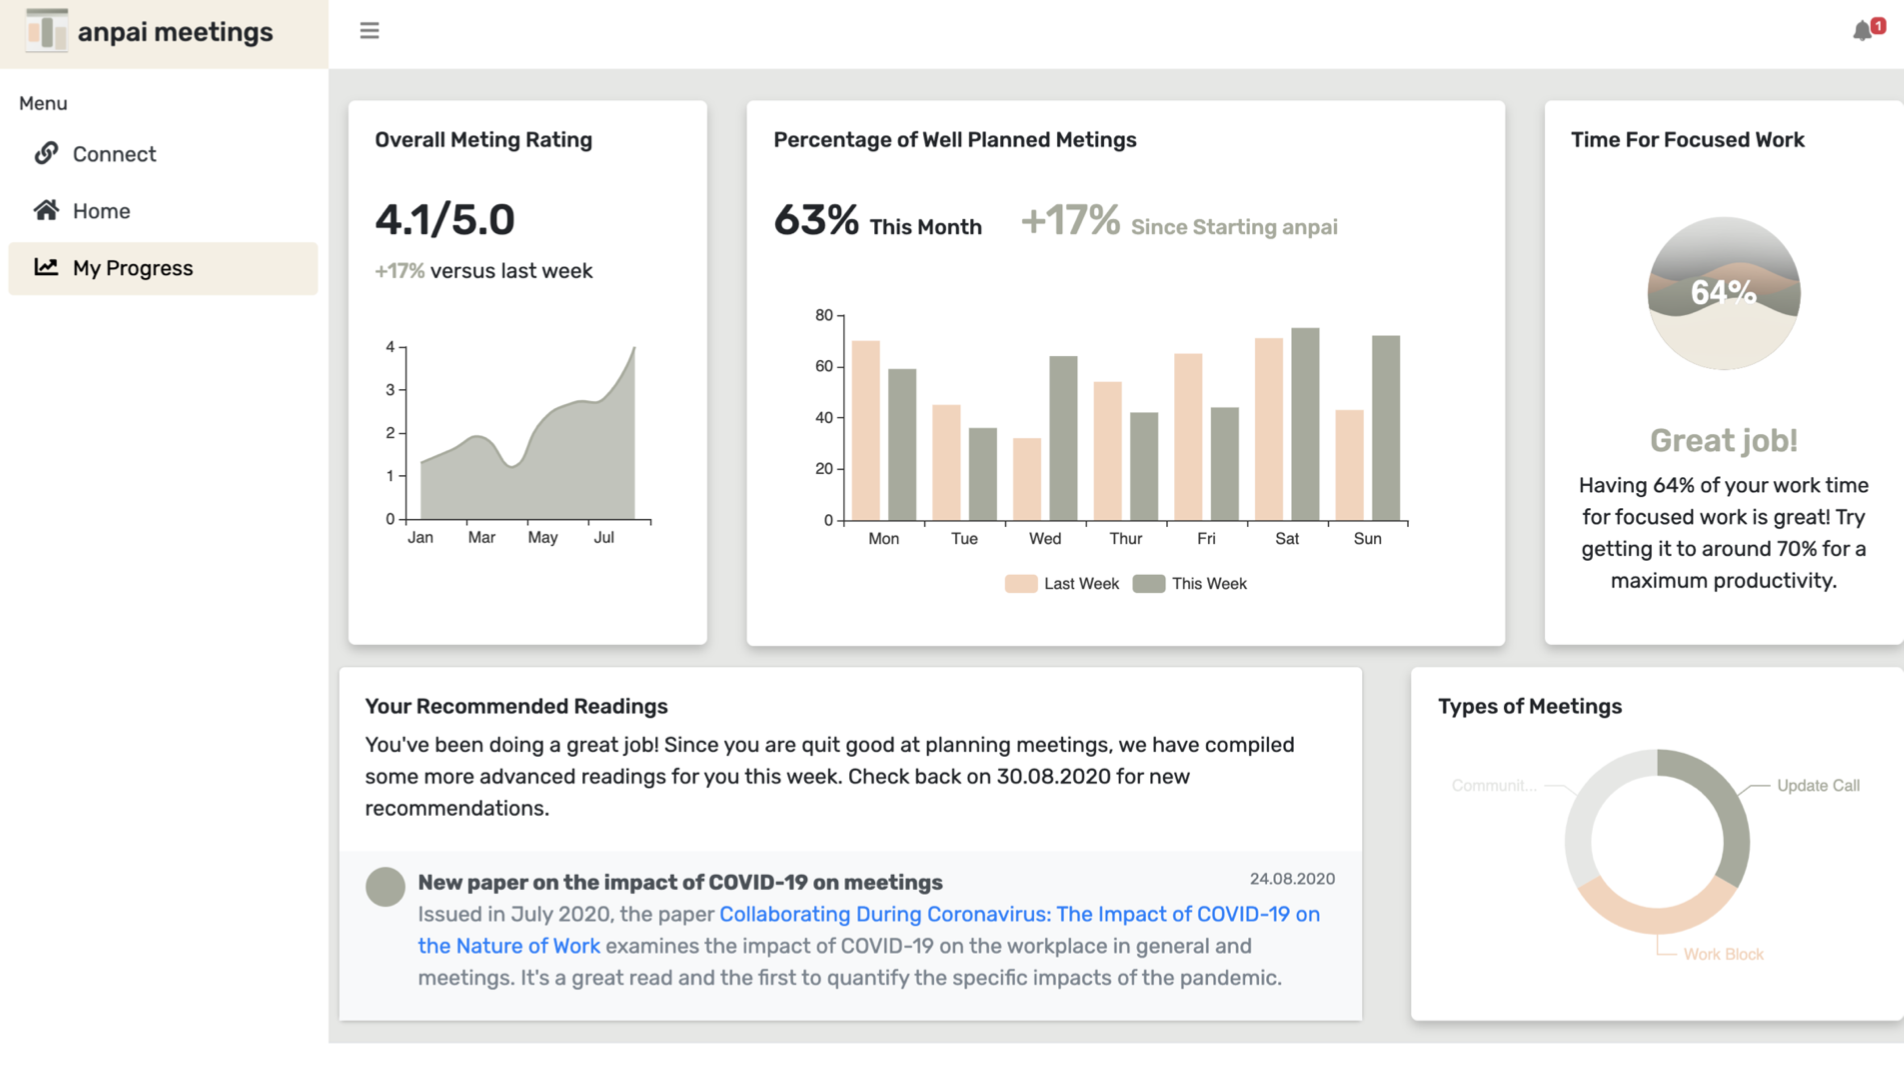 anpai meetings
1
Menu
Connect
Home
My Progress
Overall Meting Rating
4.1/5.0
+17% versus last week
4
3
2
1
0
Jan Mar May Jul
Percentage of Well Planned Metings
63% This Month +17% Since Starting anpai
80
60
40
20
0
Mon Tue Wed Thur Fri Sat Sun
Last Week This Week
Time For Focused Work
64%
Great job!
Having 64% of your work time
for focused work is great! Try
getting it to around 70% for a
maximum productivity.
Your Recommended Readings
You've been doing a great job! Since you are quit good at planning meetings, we have compiled
some more advanced readings for you this week. Check back on 30.08.2020 for new
recommendations.
New paper on the impact of COVID-19 on meetings 24.08.2020
Issued in July 2020, the paper Collaborating During Coronavirus: The Impact of COVID-19 on
the Nature of Work examines the impact of COVID-19 on the workplace in general and
meetings. It's a great read and the first to quantify the specific impacts of the pandemic.
Types of Meetings
Communit... Update Call
Work Block